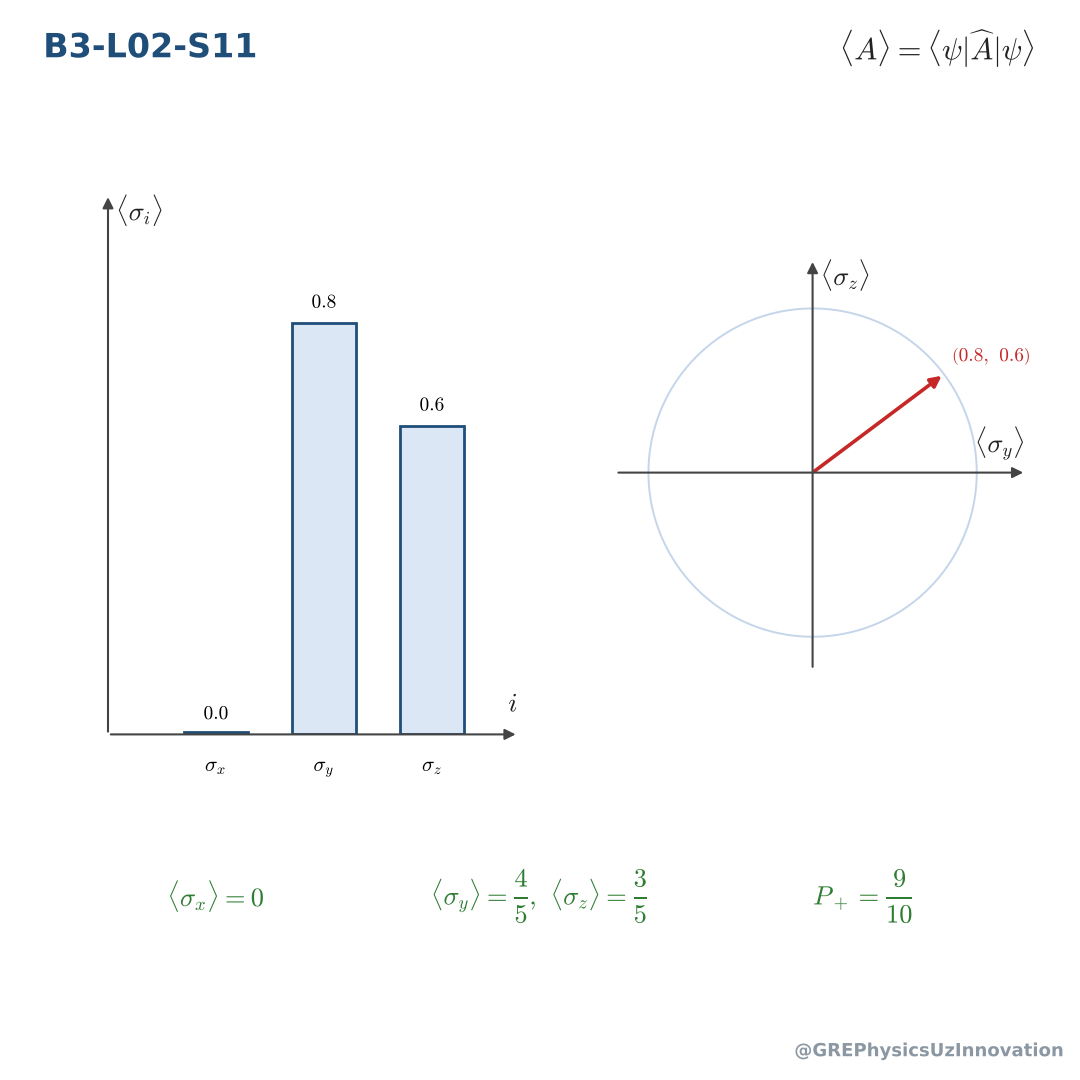 B3-L02-S11
⟨A⟩ = ⟨ψ|Â|ψ⟩
⟨σ_i⟩
0.0
0.8
0.6
i
σ_x
σ_y
σ_z
⟨σ_z⟩
(0.8, 0.6)
⟨σ_y⟩
⟨σ_x⟩ = 0
⟨σ_y⟩ = 4/5, ⟨σ_z⟩ = 3/5
P_+ = 9/10
@GREPhysicsUzInnovation